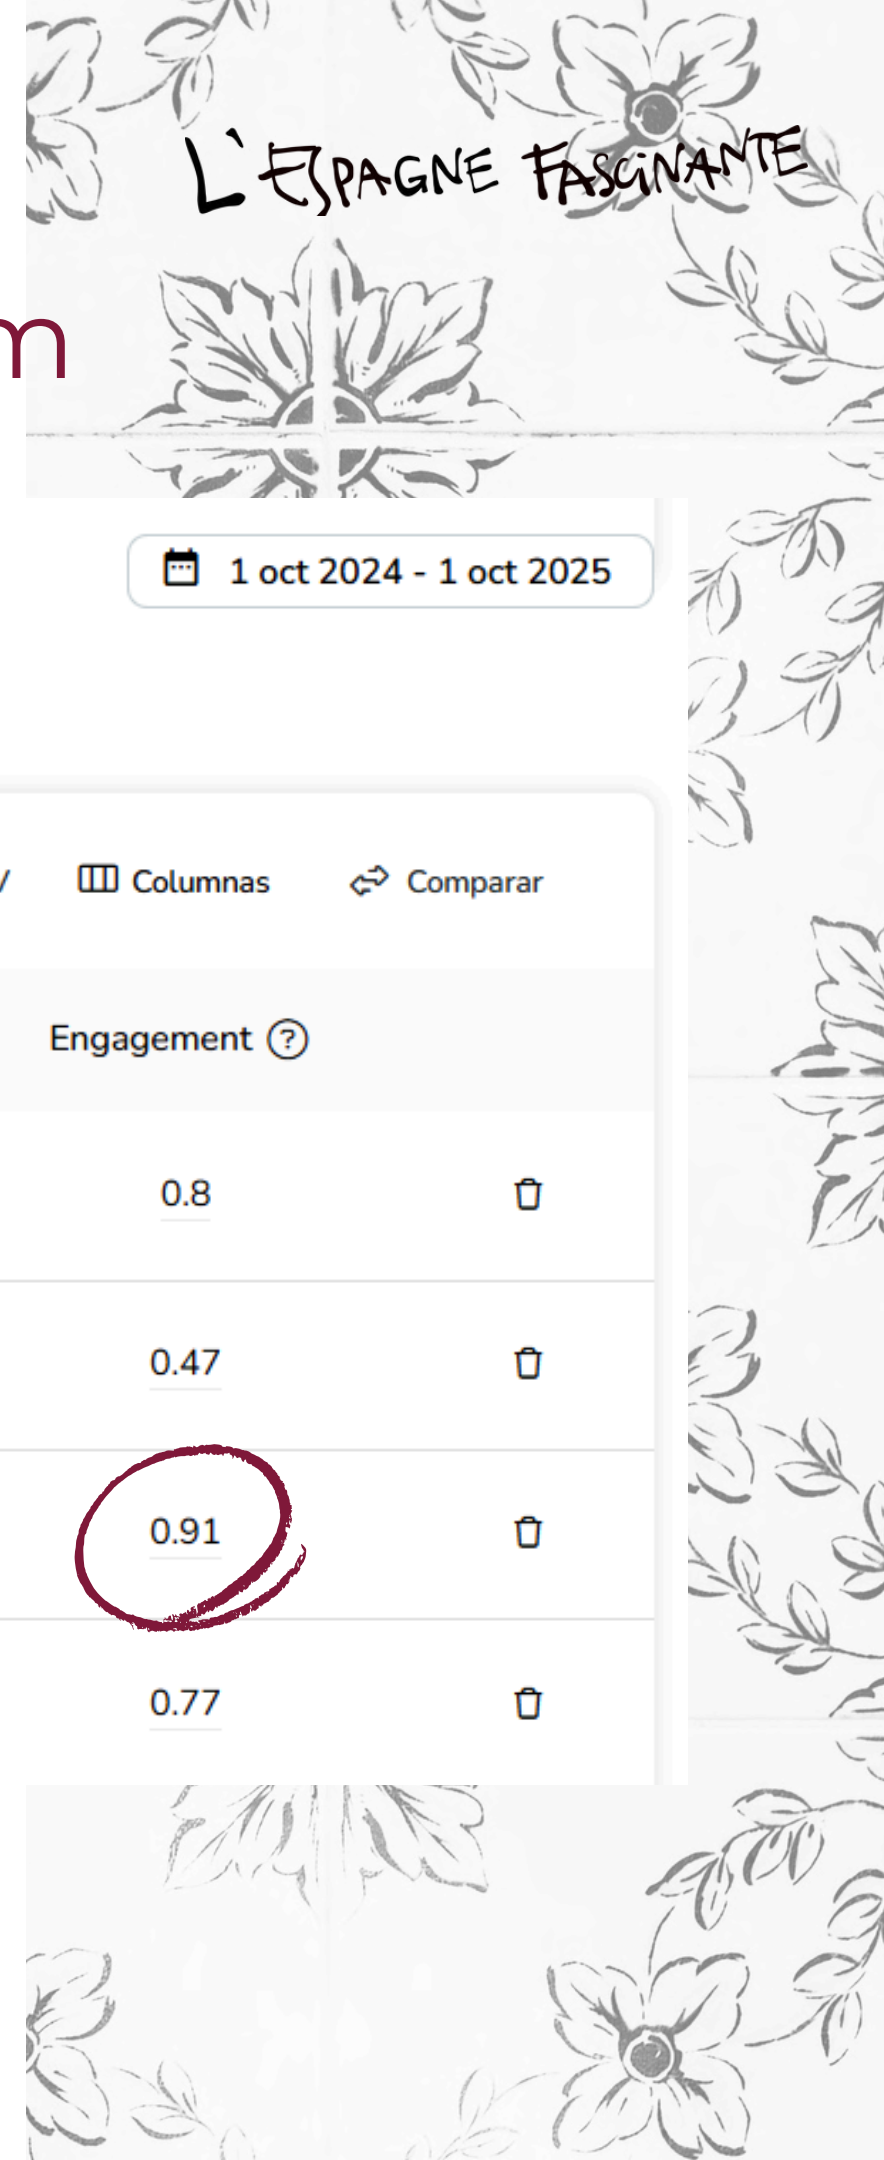 L'ESPAGNE FASCINANTE
m
1 oct 2024 - 1 oct 2025
Columnas
Comparar
Engagement ?
0.8
0.47
0.91
0.77